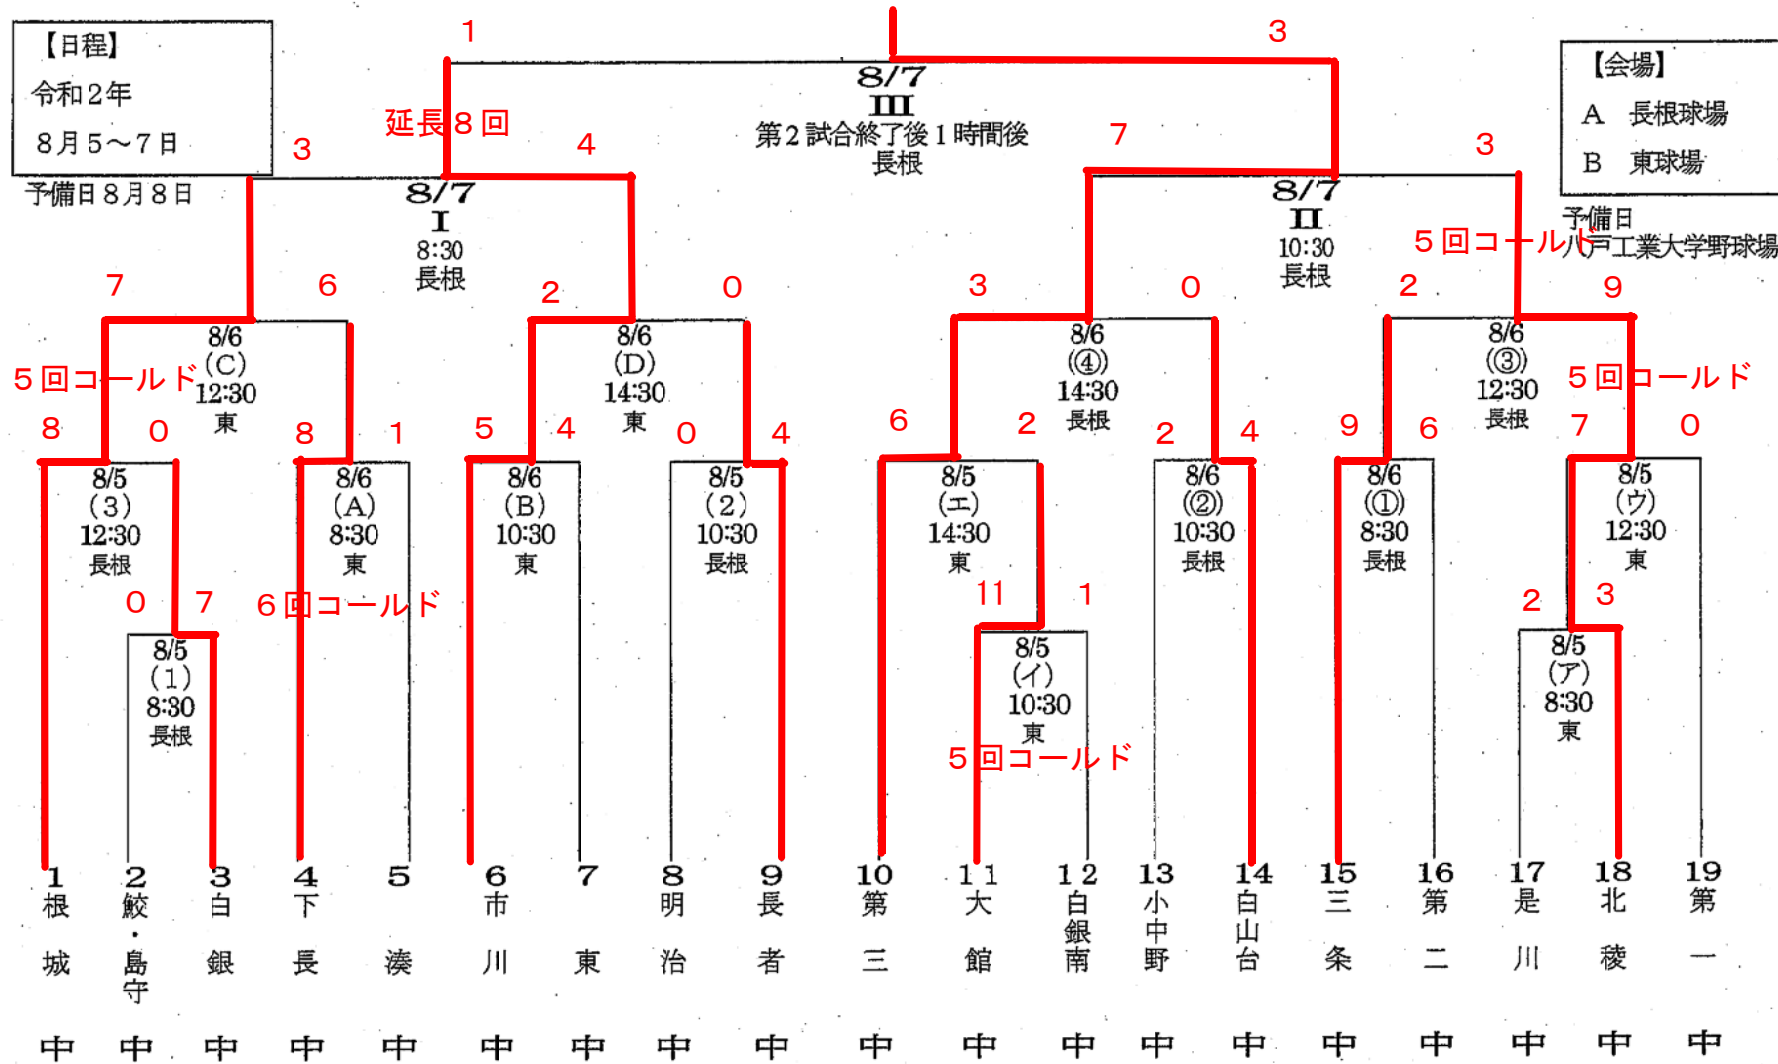 【日程】
令和2年
8月5～7日
予備日8月8日
【会場】
A 長根球場
B 東球場
予備日
八戸工業大学野球場
1
3
8/7
III
第2試合終了後1時間後
長根
延長8回
3
4
8/7
I
8:30
長根
7
3
8/7
II
10:30
長根
5回コールド
7
6
8/6
(C)
12:30
東
2
0
8/6
(D)
14:30
東
3
0
8/6
(④)
14:30
長根
2
9
8/6
(③)
12:30
長根
5回コールド
5回コールド
8
0
8/5
(3)
12:30
長根
8
1
8/6
(A)
8:30
東
6回コールド
5
4
8/6
(B)
10:30
東
0
4
8/5
(2)
10:30
長根
6
2
8/5
(エ)
14:30
東
2
4
8/6
(②)
10:30
長根
9
6
8/6
(①)
8:30
長根
7
0
8/5
(ウ)
12:30
東
0
7
8/5
(1)
8:30
長根
11
1
8/5
(イ)
10:30
東
5回コールド
2
3
8/5
(ア)
8:30
東
1 根城中
2 鮫・島守中
3 白銀中
4 下長中
5 湊中
6 市川中
7 東中
8 明治中
9 長者中
10 第三中
11 大館中
12 白銀南中
13 小中野中
14 白山台中
15 三条中
16 第二中
17 是川中
18 北稜中
19 第一中